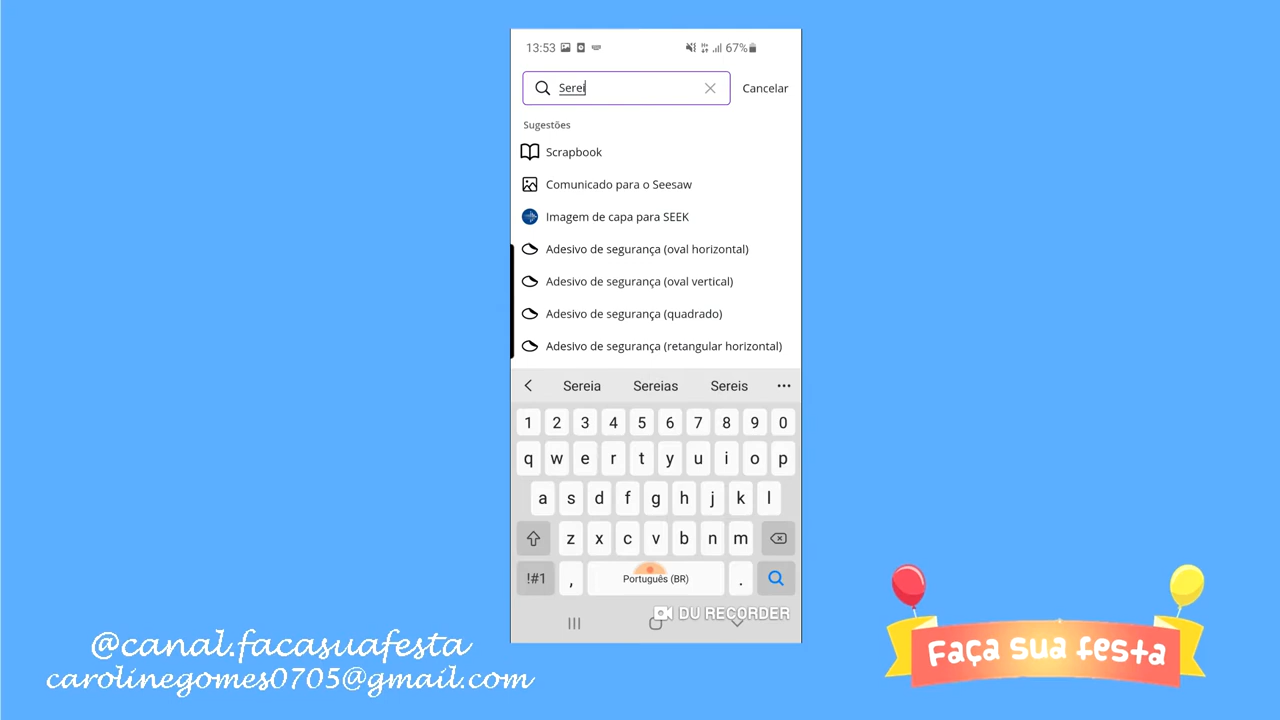 13:53 67%
Serei
Cancelar
Sugestões
Scrapbook
Comunicado para o Seesaw
Imagem de capa para SEEK
Adesivo de segurança (oval horizontal)
Adesivo de segurança (oval vertical)
Adesivo de segurança (quadrado)
Adesivo de segurança (retangular horizontal)
Sereia Sereias Sereis
1 2 3 4 5 6 7 8 9 0
q w e r t y u i o p
a s d f g h j k l
z x c v b n m
!#1 , Português (BR) .
DU RECORDER
@canal.facasuafesta
carolinegomes0705@gmail.com
Faça sua festa